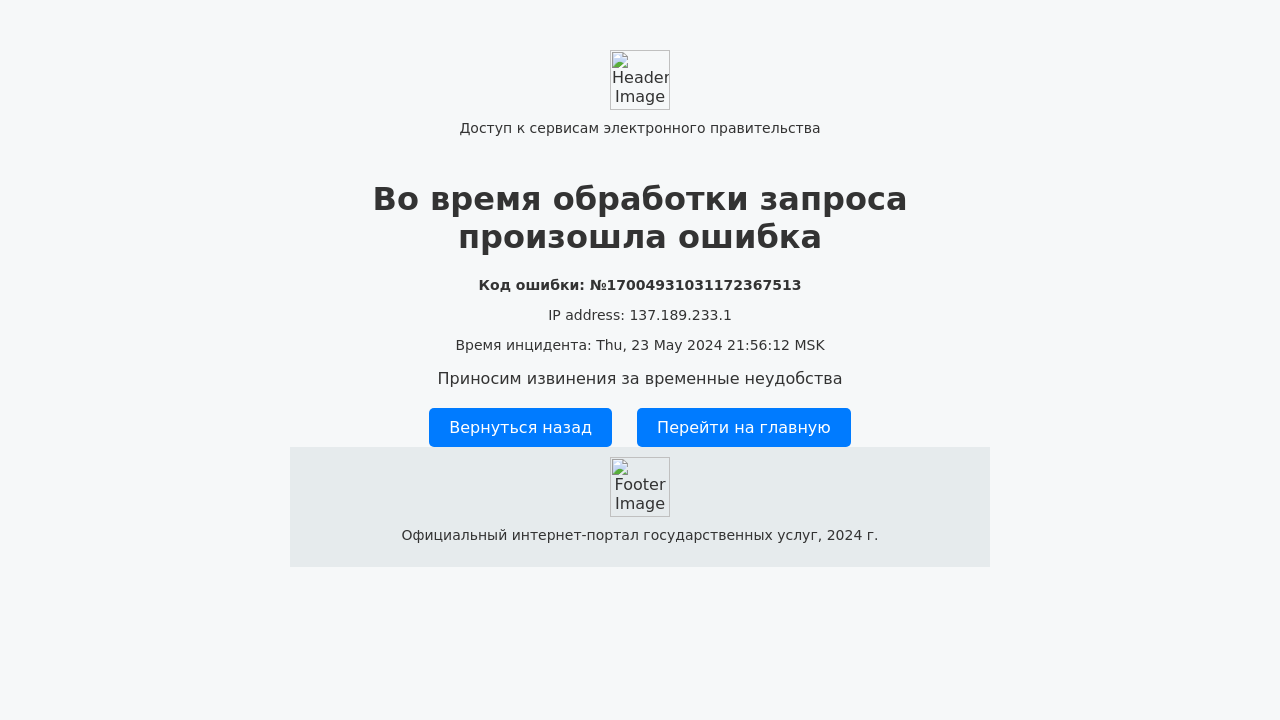 Header
Image
Доступ к сервисам электронного правительства
Во время обработки запроса
произошла ошибка
Код ошибки: №17004931031172367513
IP address: 137.189.233.1
Время инцидента: Thu, 23 May 2024 21:56:12 MSK
Приносим извинения за временные неудобства
Вернуться назад Перейти на главную
Footer
Image
Официальный интернет-портал государственных услуг, 2024 г.